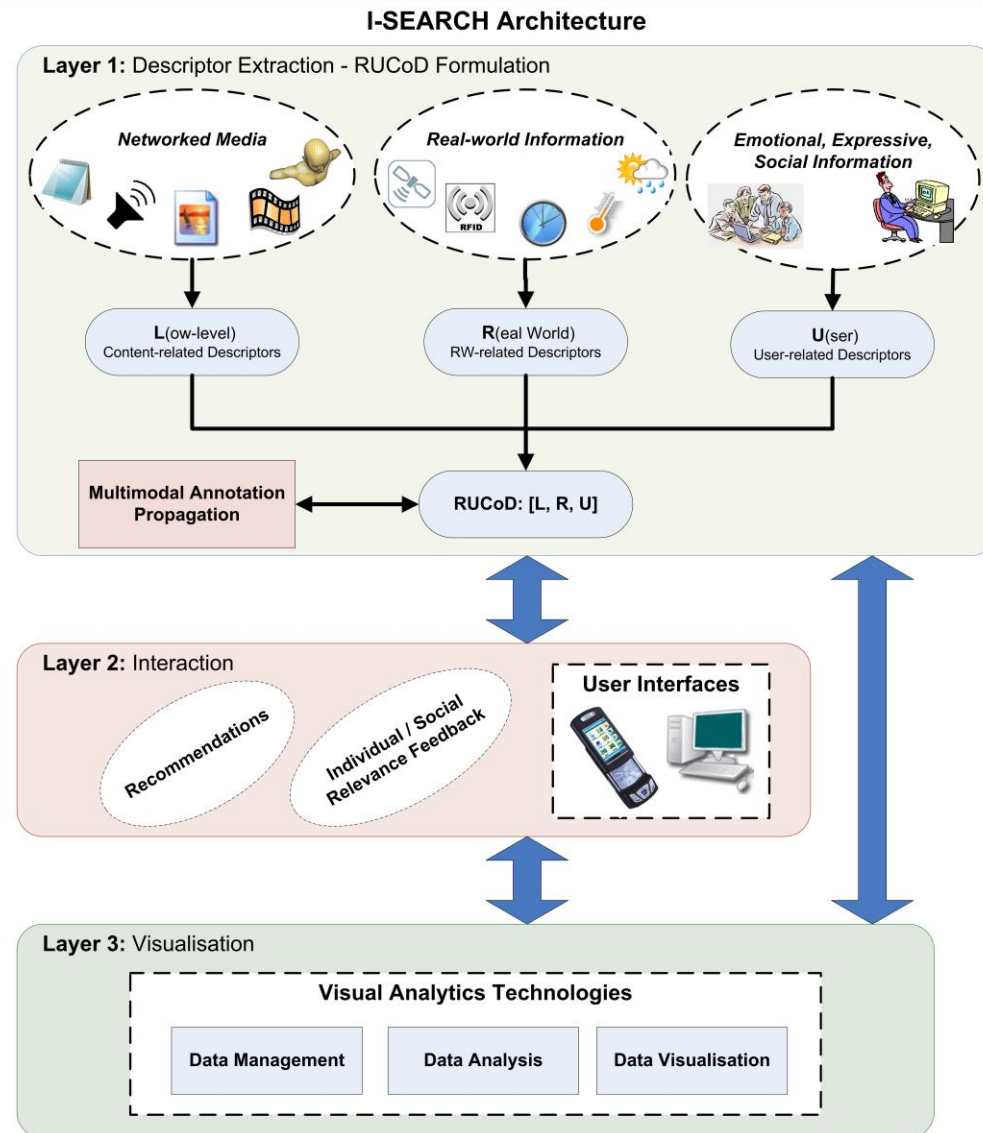 I-SEARCH Architecture
Layer 1: Descriptor Extraction - RUCoD Formulation
Networked Media
Real-world Information
Emotional, Expressive,
Social Information
RFID
L(ow-level)
Content-related Descriptors
R(eal World)
RW-related Descriptors
U(ser)
User-related Descriptors
Multimodal Annotation
Propagation
RUCoD: [L, R, U]
Layer 2: Interaction
Recommendations
Individual / Social
Relevance Feedback
User Interfaces
Layer 3: Visualisation
Visual Analytics Technologies
Data Management
Data Analysis
Data Visualisation